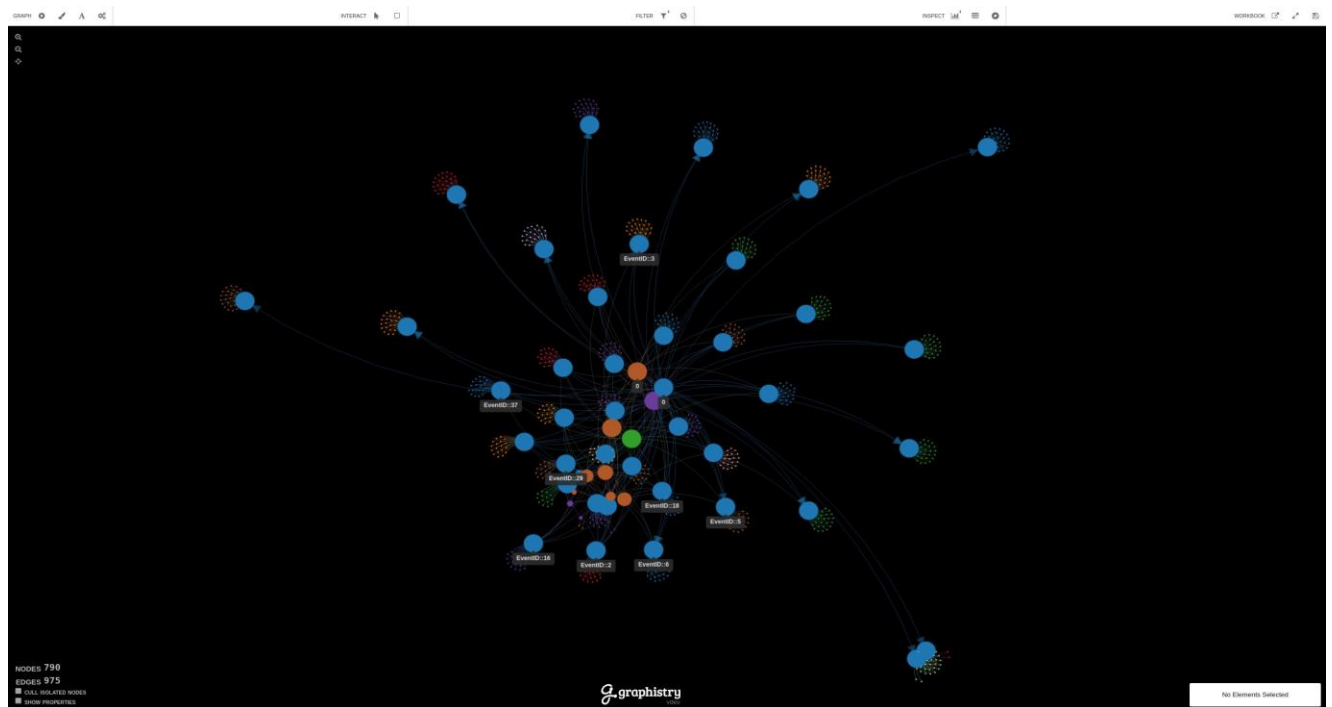 GRAPH
INTERACT
FILTER
INSPECT
WORKBOOK
EventID::3
0
0
EventID::37
EventID::29
EventID::18
EventID::5
EventID::16
EventID::2
EventID::6
NODES 790
EDGES 975
CULL ISOLATED NODES
SHOW PROPERTIES
graphistry
No Elements Selected